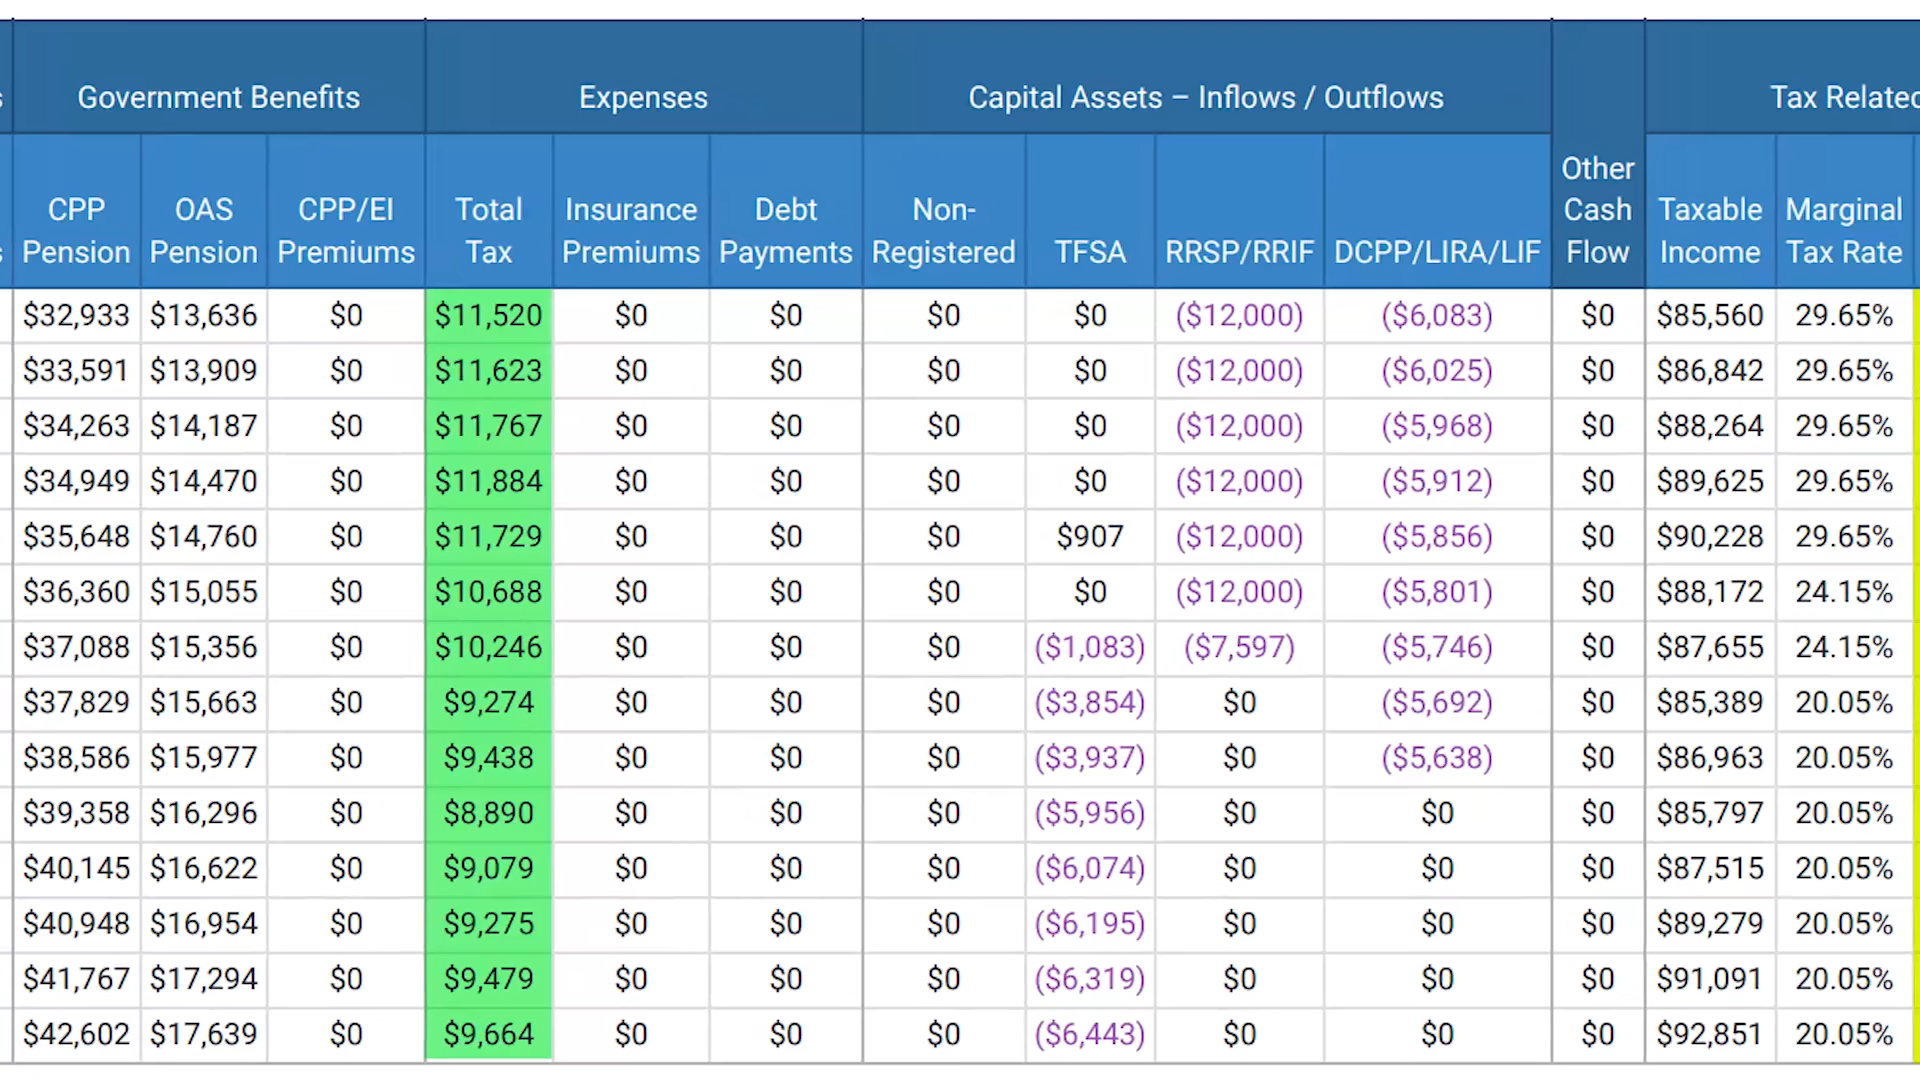 Government Benefits Expenses Capital Assets – Inflows / Outflows Tax Related
CPP Pension OAS Pension CPP/EI Premiums Total Tax Insurance Premiums Debt Payments Non-Registered TFSA RRSP/RRIF DCPP/LIRA/LIF Other Cash Flow Taxable Income Marginal Tax Rate
$32,933 $13,636 $0 $11,520 $0 $0 $0 $0 ($12,000) ($6,083) $0 $85,560 29.65%
$33,591 $13,909 $0 $11,623 $0 $0 $0 $0 ($12,000) ($6,025) $0 $86,842 29.65%
$34,263 $14,187 $0 $11,767 $0 $0 $0 $0 ($12,000) ($5,968) $0 $88,264 29.65%
$34,949 $14,470 $0 $11,884 $0 $0 $0 $0 ($12,000) ($5,912) $0 $89,625 29.65%
$35,648 $14,760 $0 $11,729 $0 $0 $0 $907 ($12,000) ($5,856) $0 $90,228 29.65%
$36,360 $15,055 $0 $10,688 $0 $0 $0 $0 ($12,000) ($5,801) $0 $88,172 24.15%
$37,088 $15,356 $0 $10,246 $0 $0 $0 ($1,083) ($7,597) ($5,746) $0 $87,655 24.15%
$37,829 $15,663 $0 $9,274 $0 $0 $0 ($3,854) $0 ($5,692) $0 $85,389 20.05%
$38,586 $15,977 $0 $9,438 $0 $0 $0 ($3,937) $0 ($5,638) $0 $86,963 20.05%
$39,358 $16,296 $0 $8,890 $0 $0 $0 ($5,956) $0 $0 $0 $85,797 20.05%
$40,145 $16,622 $0 $9,079 $0 $0 $0 ($6,074) $0 $0 $0 $87,515 20.05%
$40,948 $16,954 $0 $9,275 $0 $0 $0 ($6,195) $0 $0 $0 $89,279 20.05%
$41,767 $17,294 $0 $9,479 $0 $0 $0 ($6,319) $0 $0 $0 $91,091 20.05%
$42,602 $17,639 $0 $9,664 $0 $0 $0 ($6,443) $0 $0 $0 $92,851 20.05%